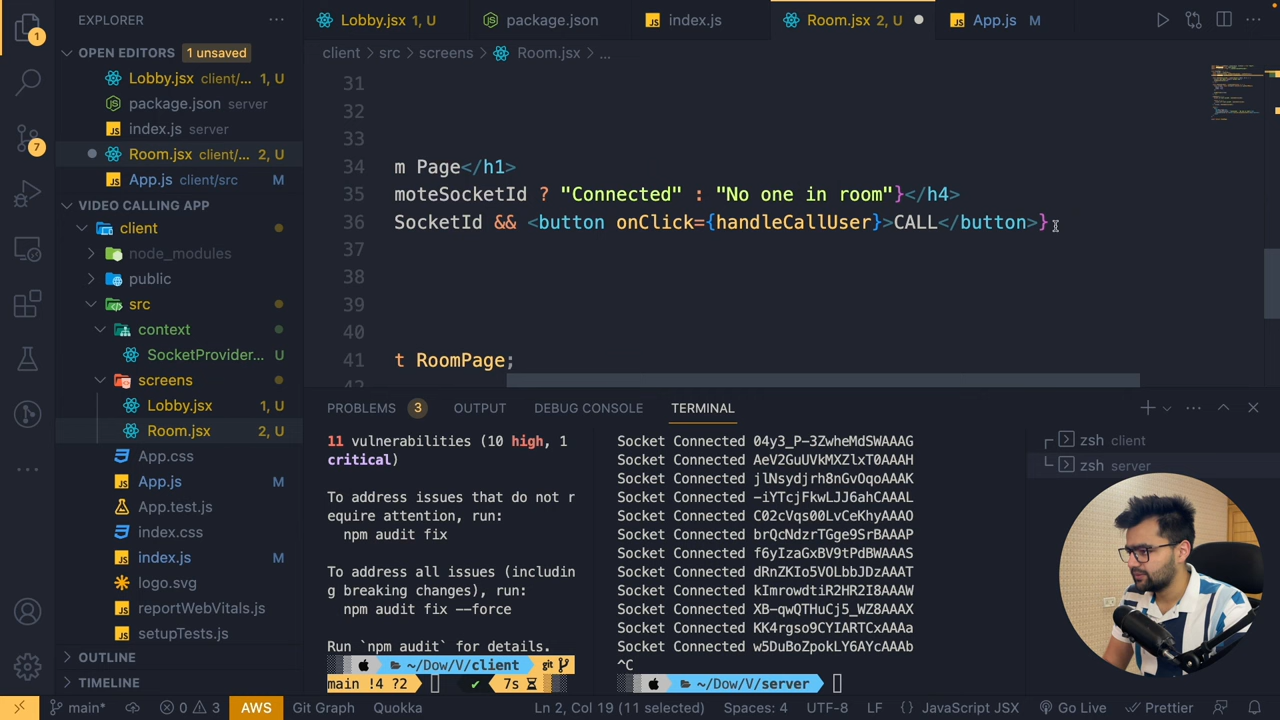 EXPLORER
Lobby.jsx 1, U
package.json
index.js
Room.jsx 2, U
App.js M
OPEN EDITORS 1 unsaved
client > src > screens > Room.jsx > ...
Lobby.jsx client/... 1, U
package.json server
index.js server
Room.jsx client/... 2, U
App.js client/src M
VIDEO CALLING APP
client
node_modules
public
src
context
SocketProvider... U
screens
Lobby.jsx 1, U
Room.jsx 2, U
App.css
App.js M
App.test.js
index.css
index.js M
logo.svg
reportWebVitals.js
setupTests.js
OUTLINE
TIMELINE
31
32
33
34 m Page</h1>
35 moteSocketId ? "Connected" : "No one in room"}</h4>
36 SocketId && <button onClick={handleCallUser}>CALL</button>}
37
38
39
40
41 t RoomPage;
42
PROBLEMS 3 OUTPUT DEBUG CONSOLE TERMINAL
11 vulnerabilities (10 high, 1
critical)
To address issues that do not r
equire attention, run:
npm audit fix
To address all issues (includin
g breaking changes), run:
npm audit fix --force
Run `npm audit` for details.
~/Dow/V/client git
main !4 ?2 ✔ 7s
Socket Connected 04y3_P-3ZwheMdSWAAAG
Socket Connected AeV2GuUVkMXZlxT0AAAH
Socket Connected jlNsydjrh8nGvOqoAAAK
Socket Connected -iYTcjFkwLJJ6ahCAAAL
Socket Connected C02cVqs00LvCeKhyAAAO
Socket Connected brQcNdzrTGge9SrBAAAP
Socket Connected f6yIzaGxBV9tPdBWAAAS
Socket Connected dRnZKIo5VOLbbJDzAAAT
Socket Connected kImrowdtiR2HR2I8AAAW
Socket Connected XB-qwQTHuCj5_WZ8AAAX
Socket Connected KK4rgso9CYIARTCxAAAa
Socket Connected w5DuBoZpokLY6AYcAAAb
^C
~/Dow/V/server
zsh client
zsh server
main* 0 3 AWS Git Graph Quokka Ln 2, Col 19 (11 selected) Spaces: 4 UTF-8 LF JavaScript JSX Go Live Prettier